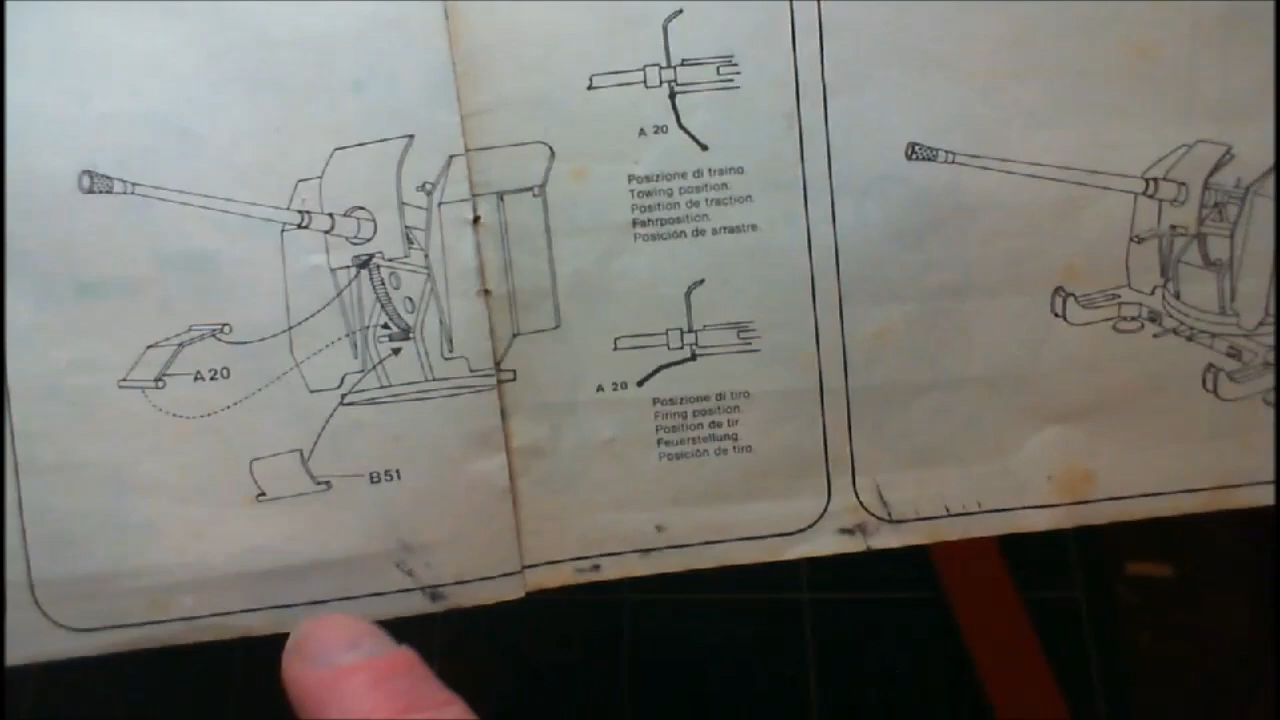 A 20
Posizione di traino.
Towing position.
Position de traction.
Fahrposition.
Posición de arrastre.
A 20
Posizione di tiro.
Firing position.
Position de tir.
Feuerstellung.
Posición de tiro.
A20
B51